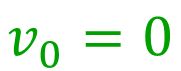 v₀ = 0